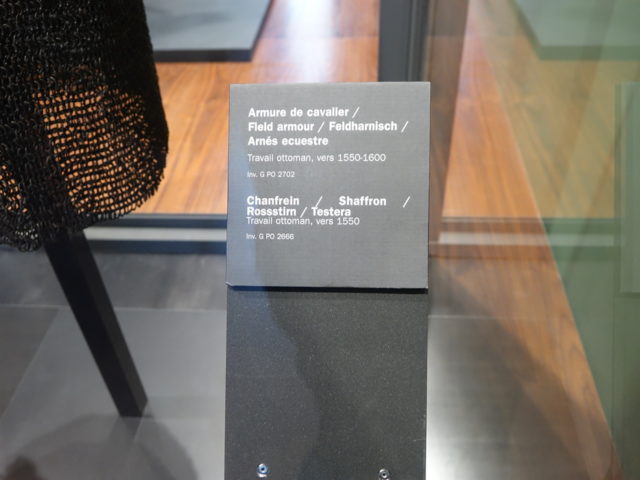 Armure de cavalier /
Field armour / Feldharnisch /
Arnés ecuestre
Travail ottoman, vers 1550-1600
Inv. G PO 2702
Chanfrein / Shaffron /
Rossstirn / Testera
Travail ottoman, vers 1550
Inv. G PO 2666